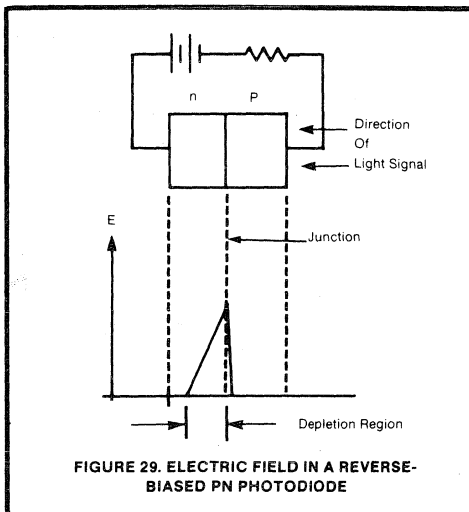 n P
Direction
Of
Light Signal
E
Junction
Depletion Region
FIGURE 29. ELECTRIC FIELD IN A REVERSE-
BIASED PN PHOTODIODE